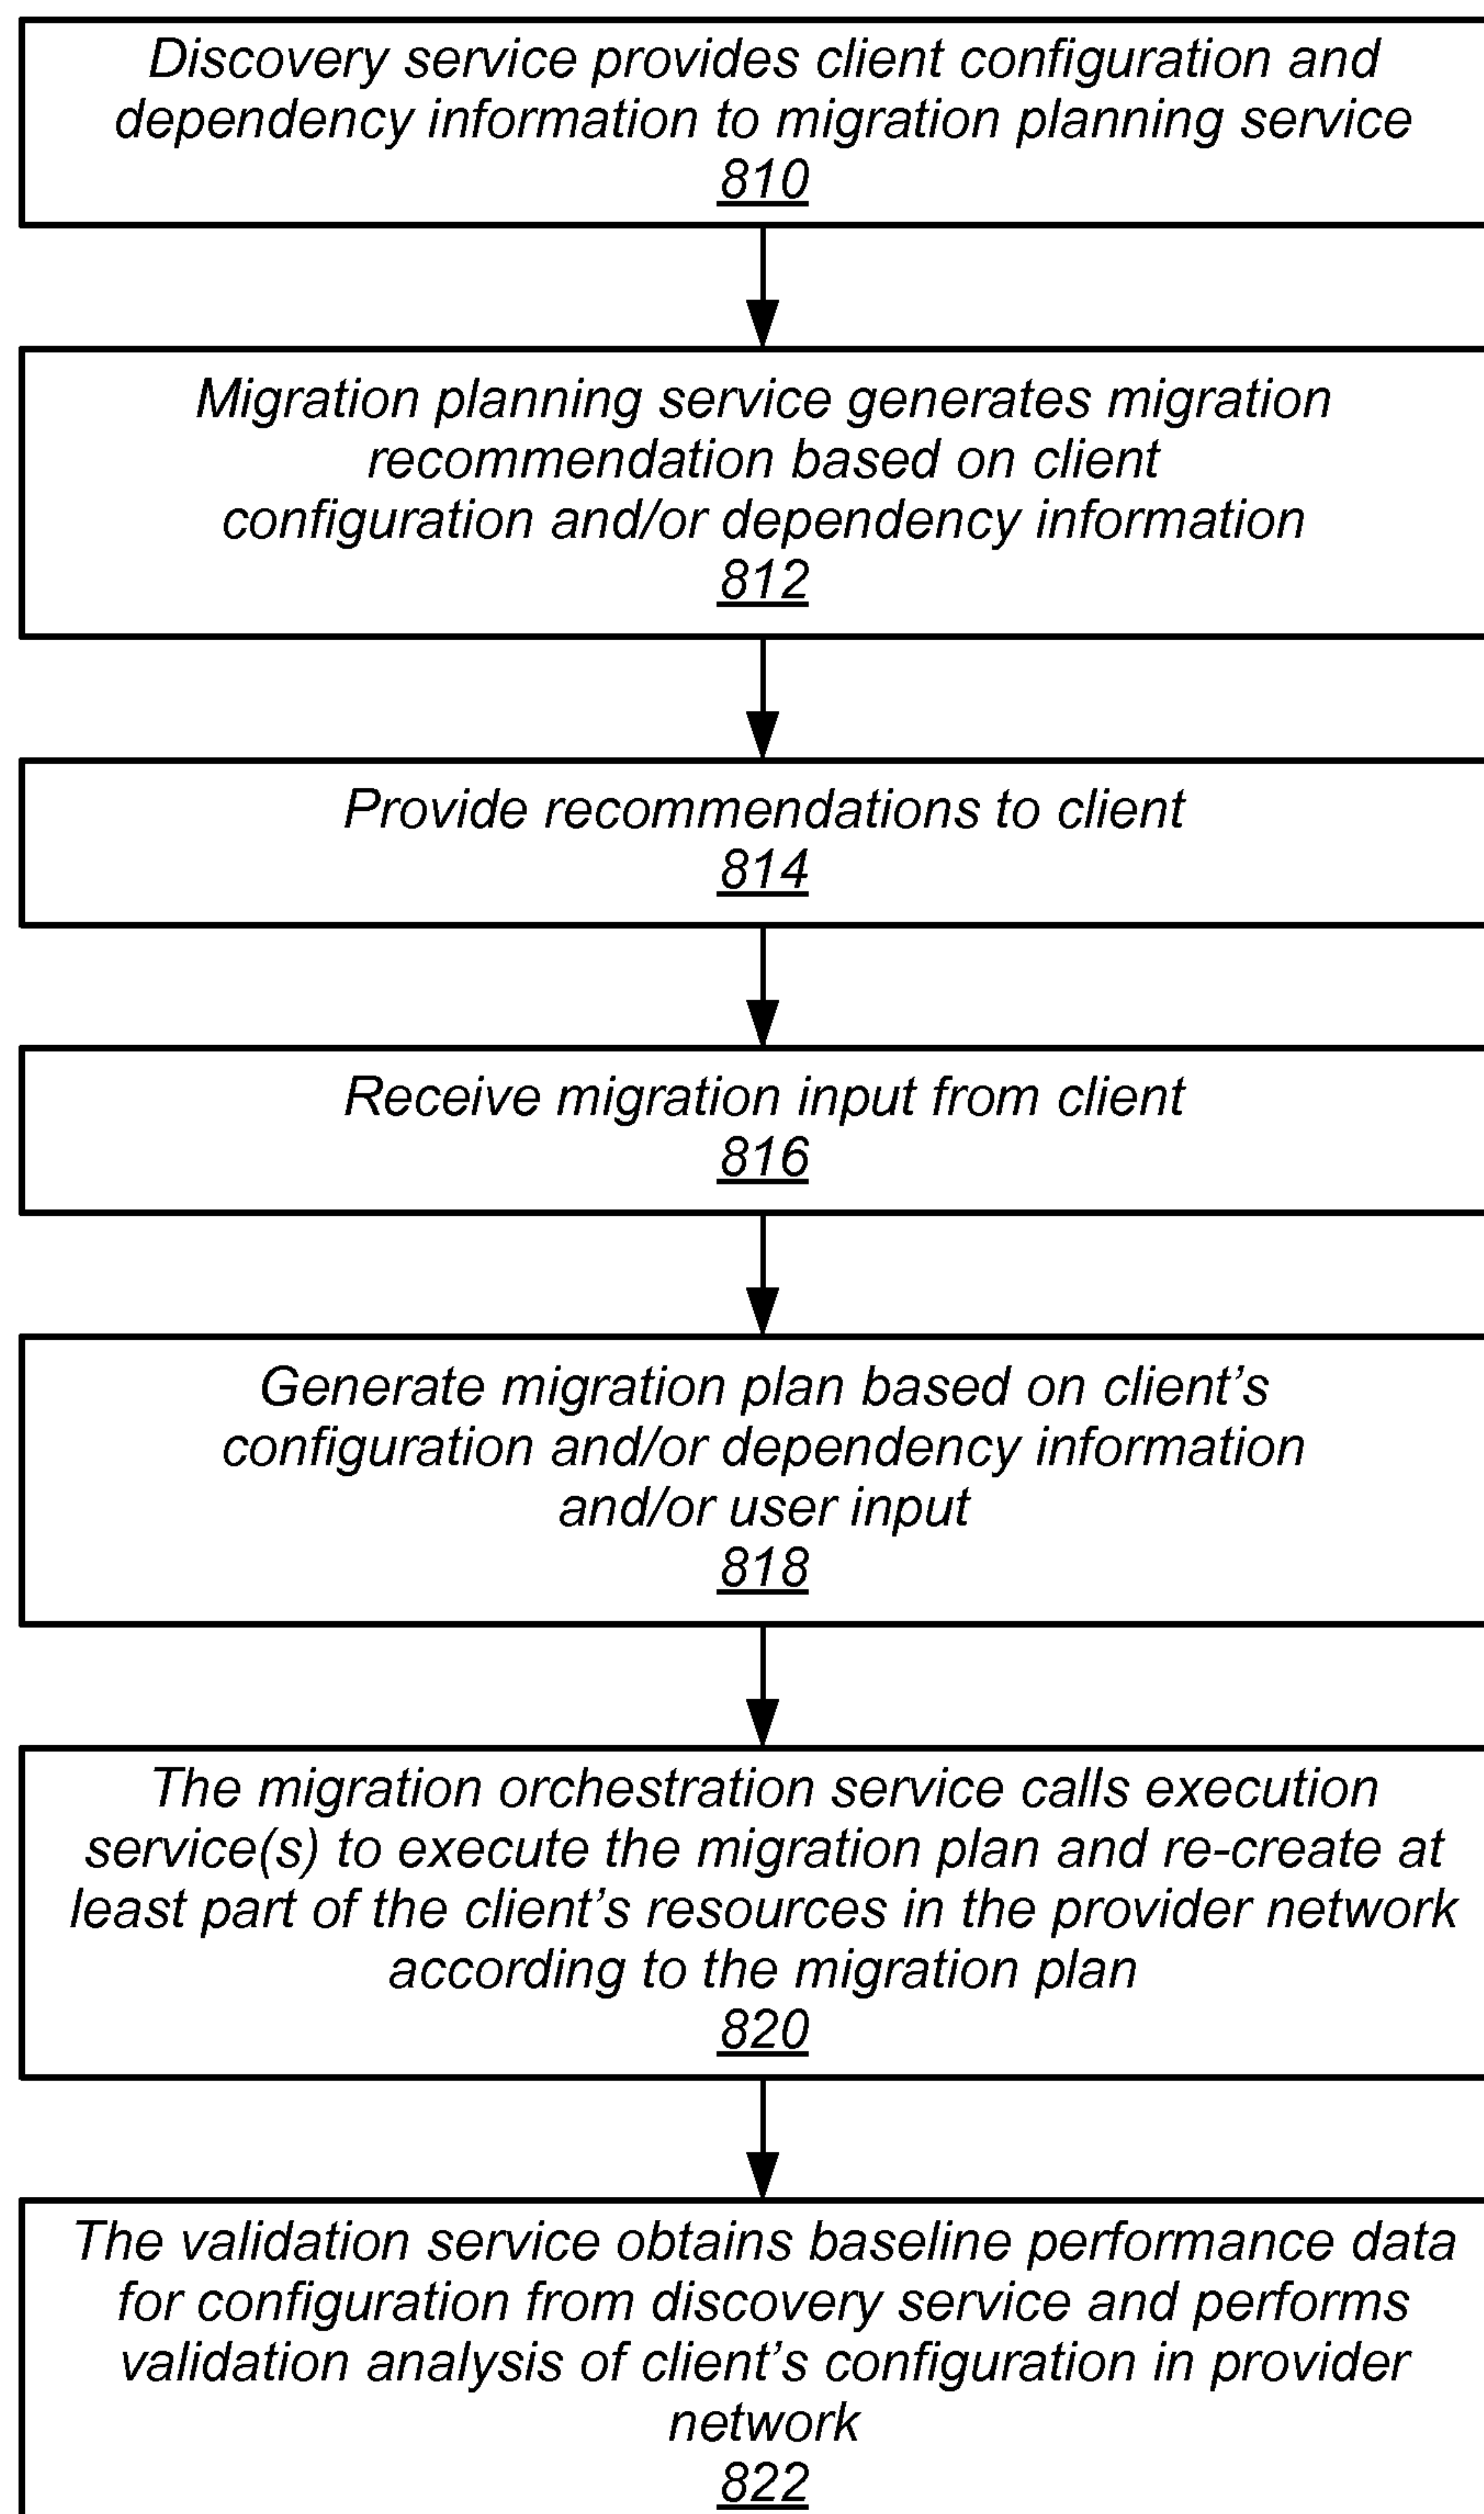 Discovery service provides client configuration and
dependency information to migration planning service
810
Migration planning service generates migration
recommendation based on client
configuration and/or dependency information
812
Provide recommendations to client
814
Receive migration input from client
816
Generate migration plan based on client’s
configuration and/or dependency information
and/or user input
818
The migration orchestration service calls execution
service(s) to execute the migration plan and re-create at
least part of the client’s resources in the provider network
according to the migration plan
820
The validation service obtains baseline performance data
for configuration from discovery service and performs
validation analysis of client’s configuration in provider
network
822